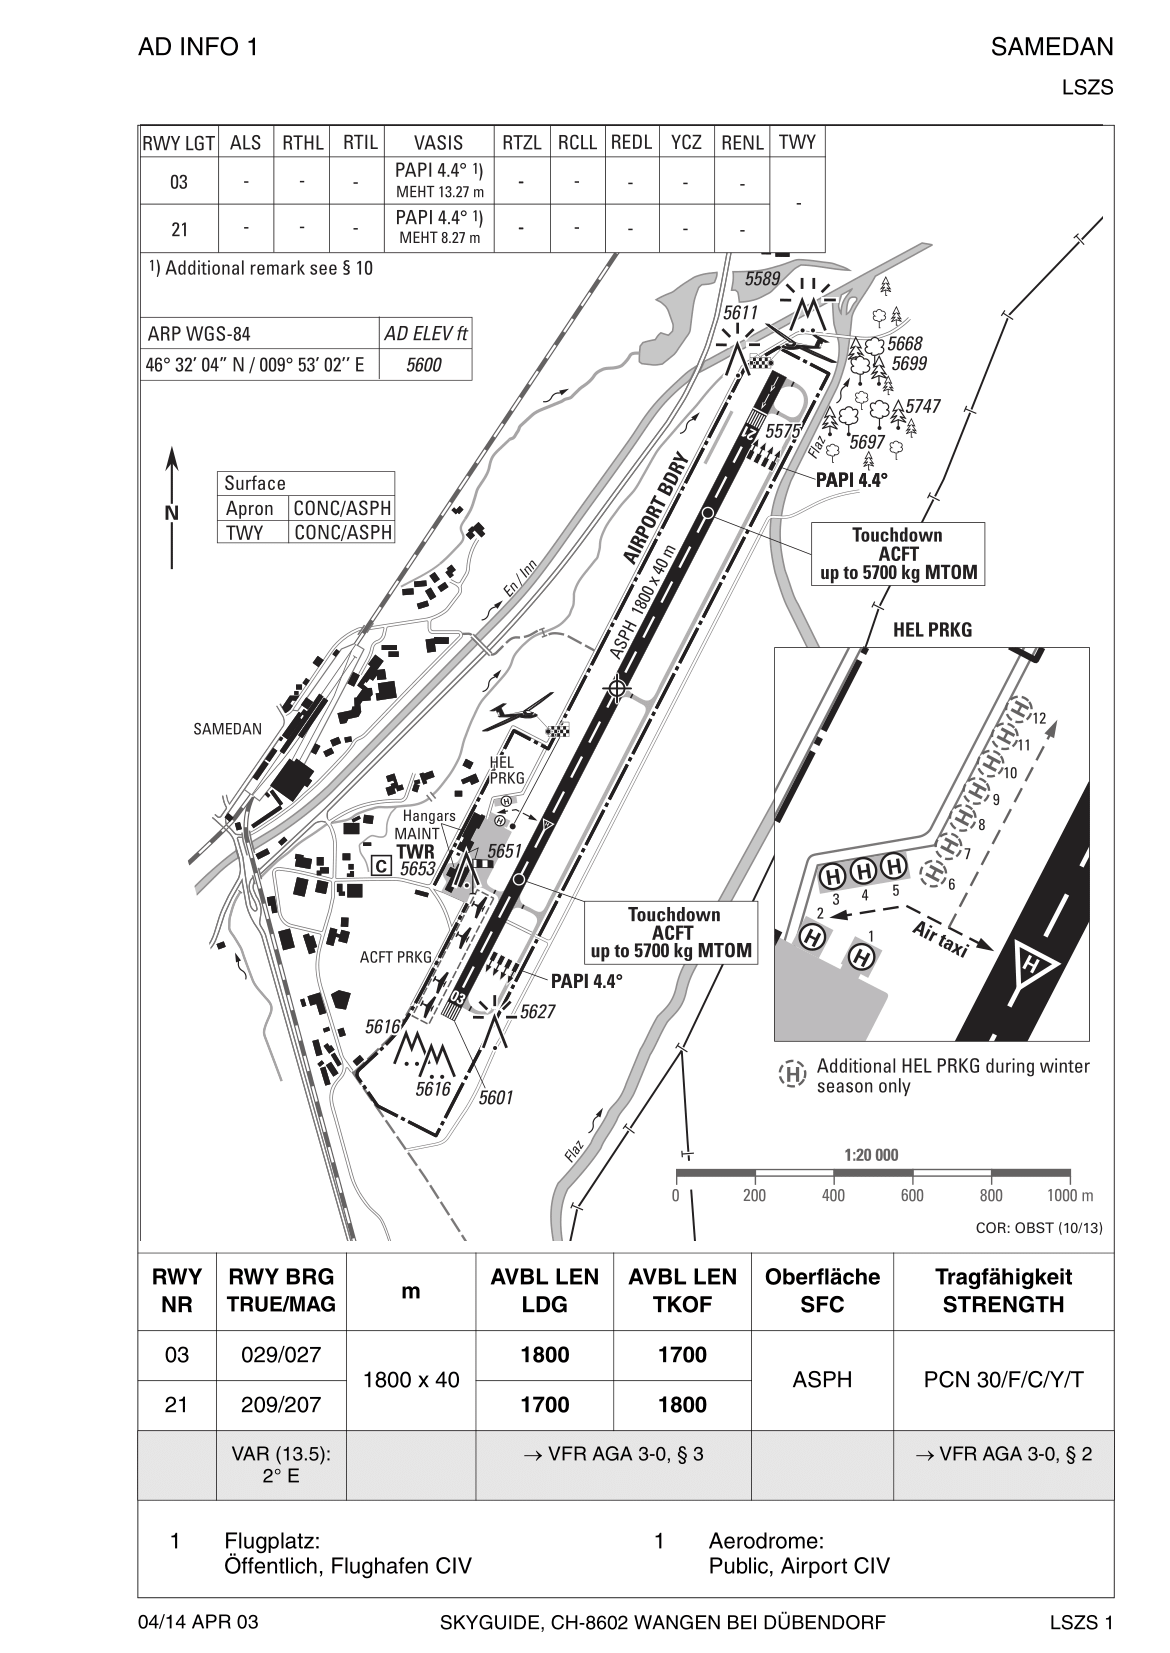 AD INFO 1
SAMEDAN
LSZS
RWY LGT ALS RTHL RTIL VASIS RTZL RCLL REDL YCZ RENL TWY
03 - - - PAPI 4.4° 1) MEHT 13.27 m - - - - - -
21 - - - PAPI 4.4° 1) MEHT 8.27 m - - - - -
1) Additional remark see § 10
ARP WGS-84 AD ELEV ft
46° 32’ 04” N / 009° 53’ 02’’ E 5600
N
Surface
Apron CONC/ASPH
TWY CONC/ASPH
5589
5611
5668
5699
5747
5697
5575
21
Flaz
PAPI 4.4°
AIRPORT BDRY
Touchdown
ACFT
up to 5700 kg MTOM
ASPH 1800 x 40 m
En / Inn
SAMEDAN
HEL
PRKG
H
H
H
Hangars
MAINT
TWR
5651
C
5653
Touchdown
ACFT
up to 5700 kg MTOM
ACFT PRKG
PAPI 4.4°
03
5627
5616
5616
5601
Flaz
HEL PRKG
12
11
10
9
8
7
6
H H H
3 4 5
2
1
H H
Air taxi
H
H Additional HEL PRKG during winter
season only
1:20 000
0 200 400 600 800 1000 m
COR: OBST (10/13)
RWY NR RWY BRG TRUE/MAG m AVBL LEN LDG AVBL LEN TKOF Oberfläche SFC Tragfähigkeit STRENGTH
03 029/027 1800 x 40 1800 1700 ASPH PCN 30/F/C/Y/T
21 209/207 1700 1800
VAR (13.5): 2° E → VFR AGA 3-0, § 3 → VFR AGA 3-0, § 2
1 Flugplatz:
Öffentlich, Flughafen CIV
1 Aerodrome:
Public, Airport CIV
04/14 APR 03
SKYGUIDE, CH-8602 WANGEN BEI DÜBENDORF
LSZS 1